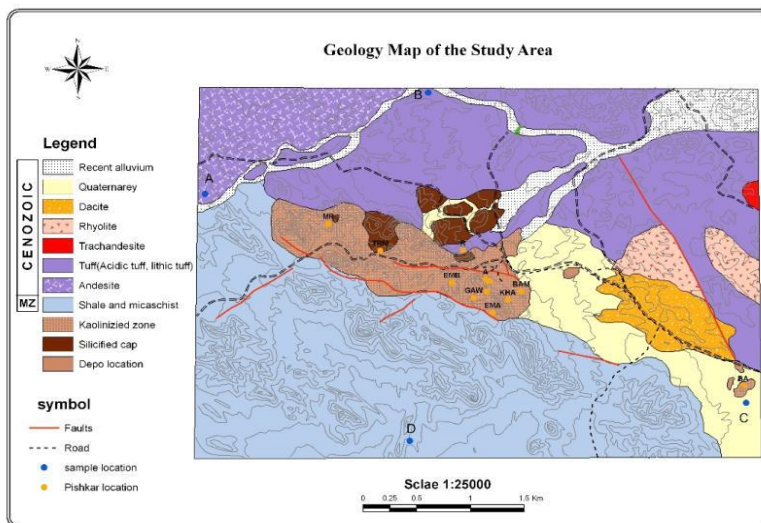 Geology Map of the Study Area
N
W
E
S
B
A
D
C
MR
TRM
R
EMB
A
GAW
KHA
BAM
EMA
BA
Legend
CENOZOIC
MZ
Recent alluvium
Quaternarey
Dacite
Rhyolite
Trachandesite
Tuff(Acidic tuff, lithic tuff)
Andesite
Shale and micaschist
Kaolinizied zone
Silicified cap
Depo location
symbol
Faults
Road
sample location
Pishkar location
Sclae 1:25000
0 0.25 0.5 1 1.5 Km